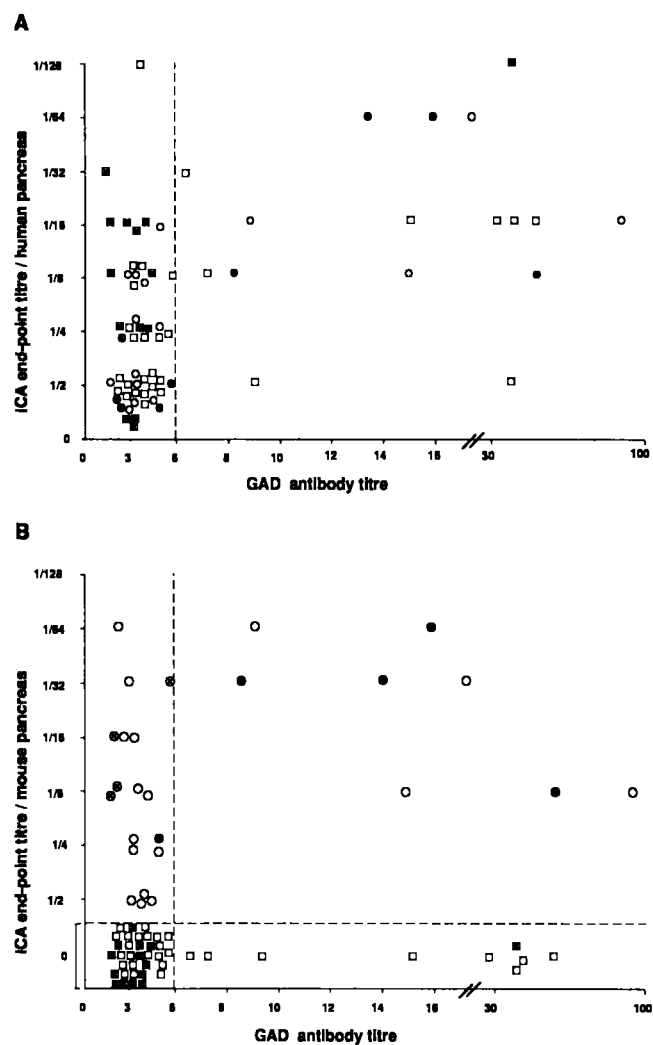 A
ICA end-point titre / human pancreas
1/128
1/64
1/32
1/16
1/8
1/4
1/2
0
0 3 6 8 10 12 14 16 30 100
GAD antibody titre
B
ICA end-point titre / mouse pancreas
1/128
1/64
1/32
1/16
1/8
1/4
1/2
0
0 3 6 8 10 12 14 16 30 100
GAD antibody titre